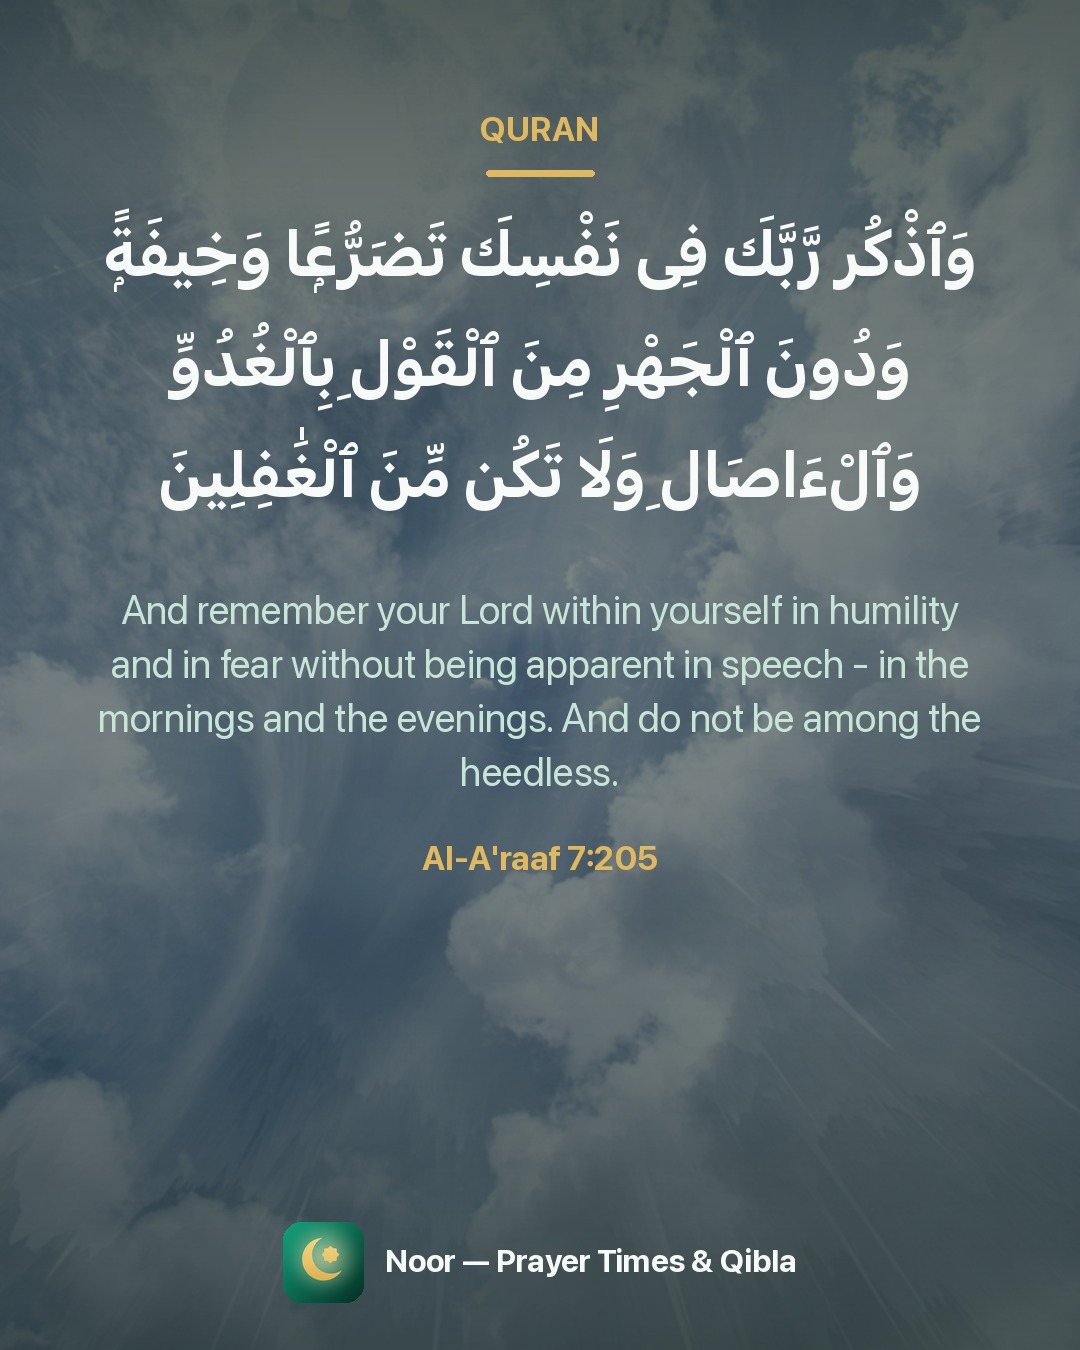 QURAN
وَٱذْكُر رَّبَّكَ فِى نَفْسِكَ تَضَرُّعًۭا وَخِيفَةًۭ
وَدُونَ ٱلْجَهْرِ مِنَ ٱلْقَوْلِ بِٱلْغُدُوِّ
وَٱلْـَٔاصَالِ وَلَا تَكُن مِّنَ ٱلْغَٰفِلِينَ
And remember your Lord within yourself in humility
and in fear without being apparent in speech - in the
mornings and the evenings. And do not be among the
heedless.
Al-A'raaf 7:205
Noor — Prayer Times & Qibla